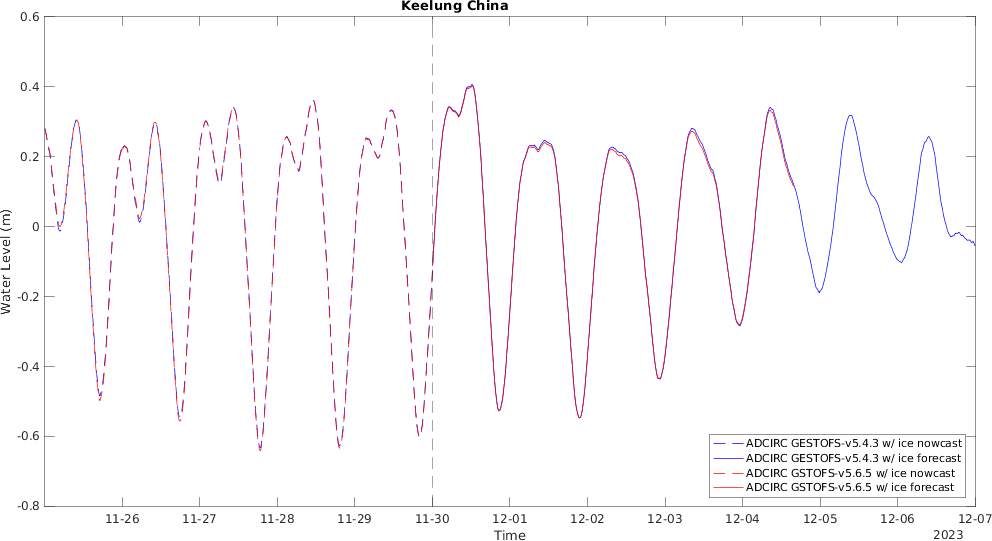 Keelung China
0.6
0.4
0.2
0
-0.2
-0.4
-0.6
-0.8
Water Level (m)
ADCIRC GESTOFS-v5.4.3 w/ ice nowcast
ADCIRC GESTOFS-v5.4.3 w/ ice forecast
ADCIRC GSTOFS-v5.6.5 w/ ice nowcast
ADCIRC GSTOFS-v5.6.5 w/ ice forecast
11-26 11-27 11-28 11-29 11-30 12-01 12-02 12-03 12-04 12-05 12-06 12-07
Time
2023